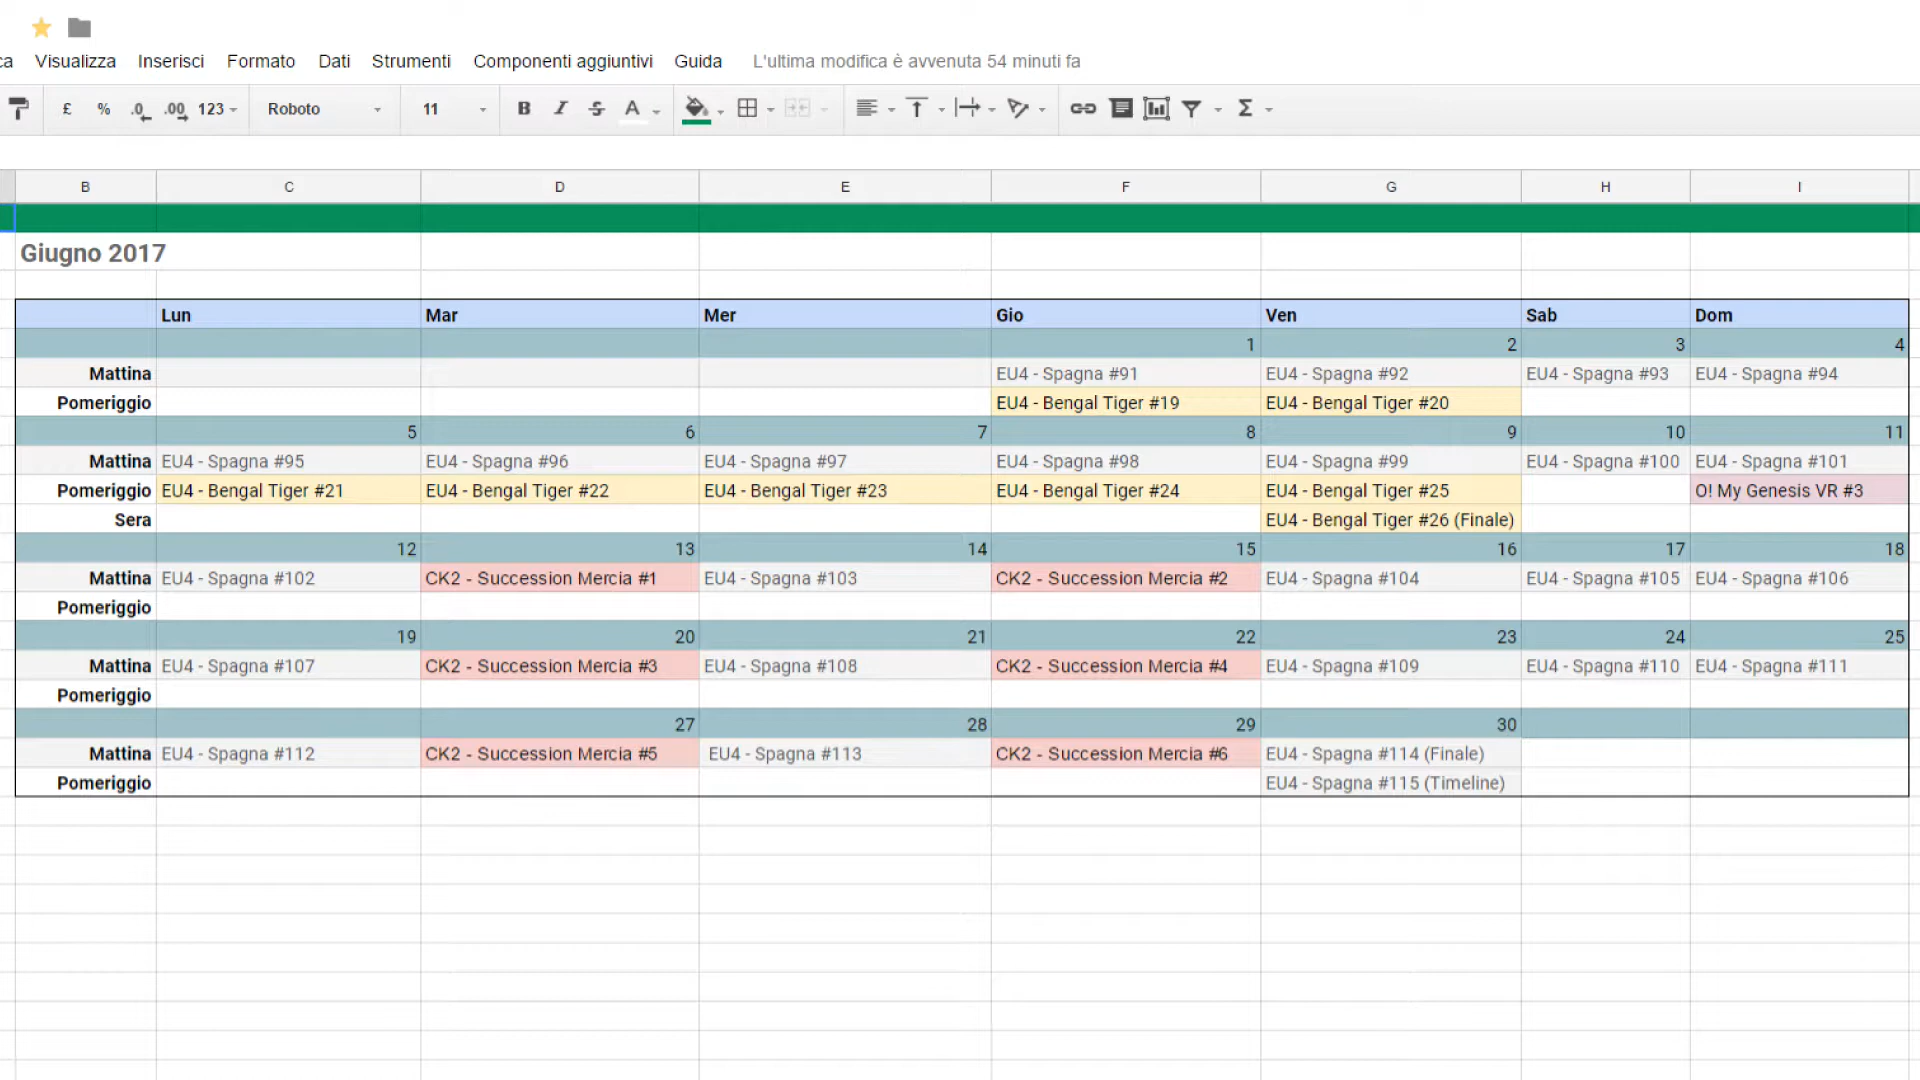 ca Visualizza Inserisci Formato Dati Strumenti Componenti aggiuntivi Guida L'ultima modifica è avvenuta 54 minuti fa
£ % .0 .00 123 Roboto 11 B I S A Σ
B C D E F G H I
Giugno 2017
Lun Mar Mer Gio Ven Sab Dom
1 2 3 4
Mattina EU4 - Spagna #91 EU4 - Spagna #92 EU4 - Spagna #93 EU4 - Spagna #94
Pomeriggio EU4 - Bengal Tiger #19 EU4 - Bengal Tiger #20
5 6 7 8 9 10 11
Mattina EU4 - Spagna #95 EU4 - Spagna #96 EU4 - Spagna #97 EU4 - Spagna #98 EU4 - Spagna #99 EU4 - Spagna #100 EU4 - Spagna #101
Pomeriggio EU4 - Bengal Tiger #21 EU4 - Bengal Tiger #22 EU4 - Bengal Tiger #23 EU4 - Bengal Tiger #24 EU4 - Bengal Tiger #25 O! My Genesis VR #3
Sera EU4 - Bengal Tiger #26 (Finale)
12 13 14 15 16 17 18
Mattina EU4 - Spagna #102 CK2 - Succession Mercia #1 EU4 - Spagna #103 CK2 - Succession Mercia #2 EU4 - Spagna #104 EU4 - Spagna #105 EU4 - Spagna #106
Pomeriggio
19 20 21 22 23 24 25
Mattina EU4 - Spagna #107 CK2 - Succession Mercia #3 EU4 - Spagna #108 CK2 - Succession Mercia #4 EU4 - Spagna #109 EU4 - Spagna #110 EU4 - Spagna #111
Pomeriggio
27 28 29 30
Mattina EU4 - Spagna #112 CK2 - Succession Mercia #5 EU4 - Spagna #113 CK2 - Succession Mercia #6 EU4 - Spagna #114 (Finale)
Pomeriggio EU4 - Spagna #115 (Timeline)